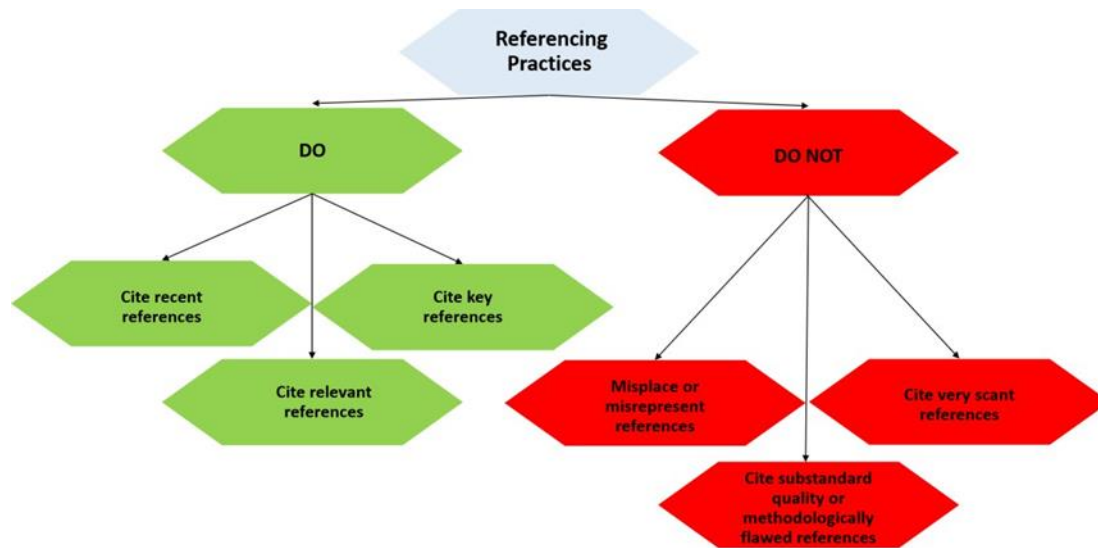 Referencing
Practices
DO
DO NOT
Cite recent
references
Cite key
references
Cite relevant
references
Misplace or
misrepresent
references
Cite very scant
references
Cite substandard
quality or
methodologically
flawed references